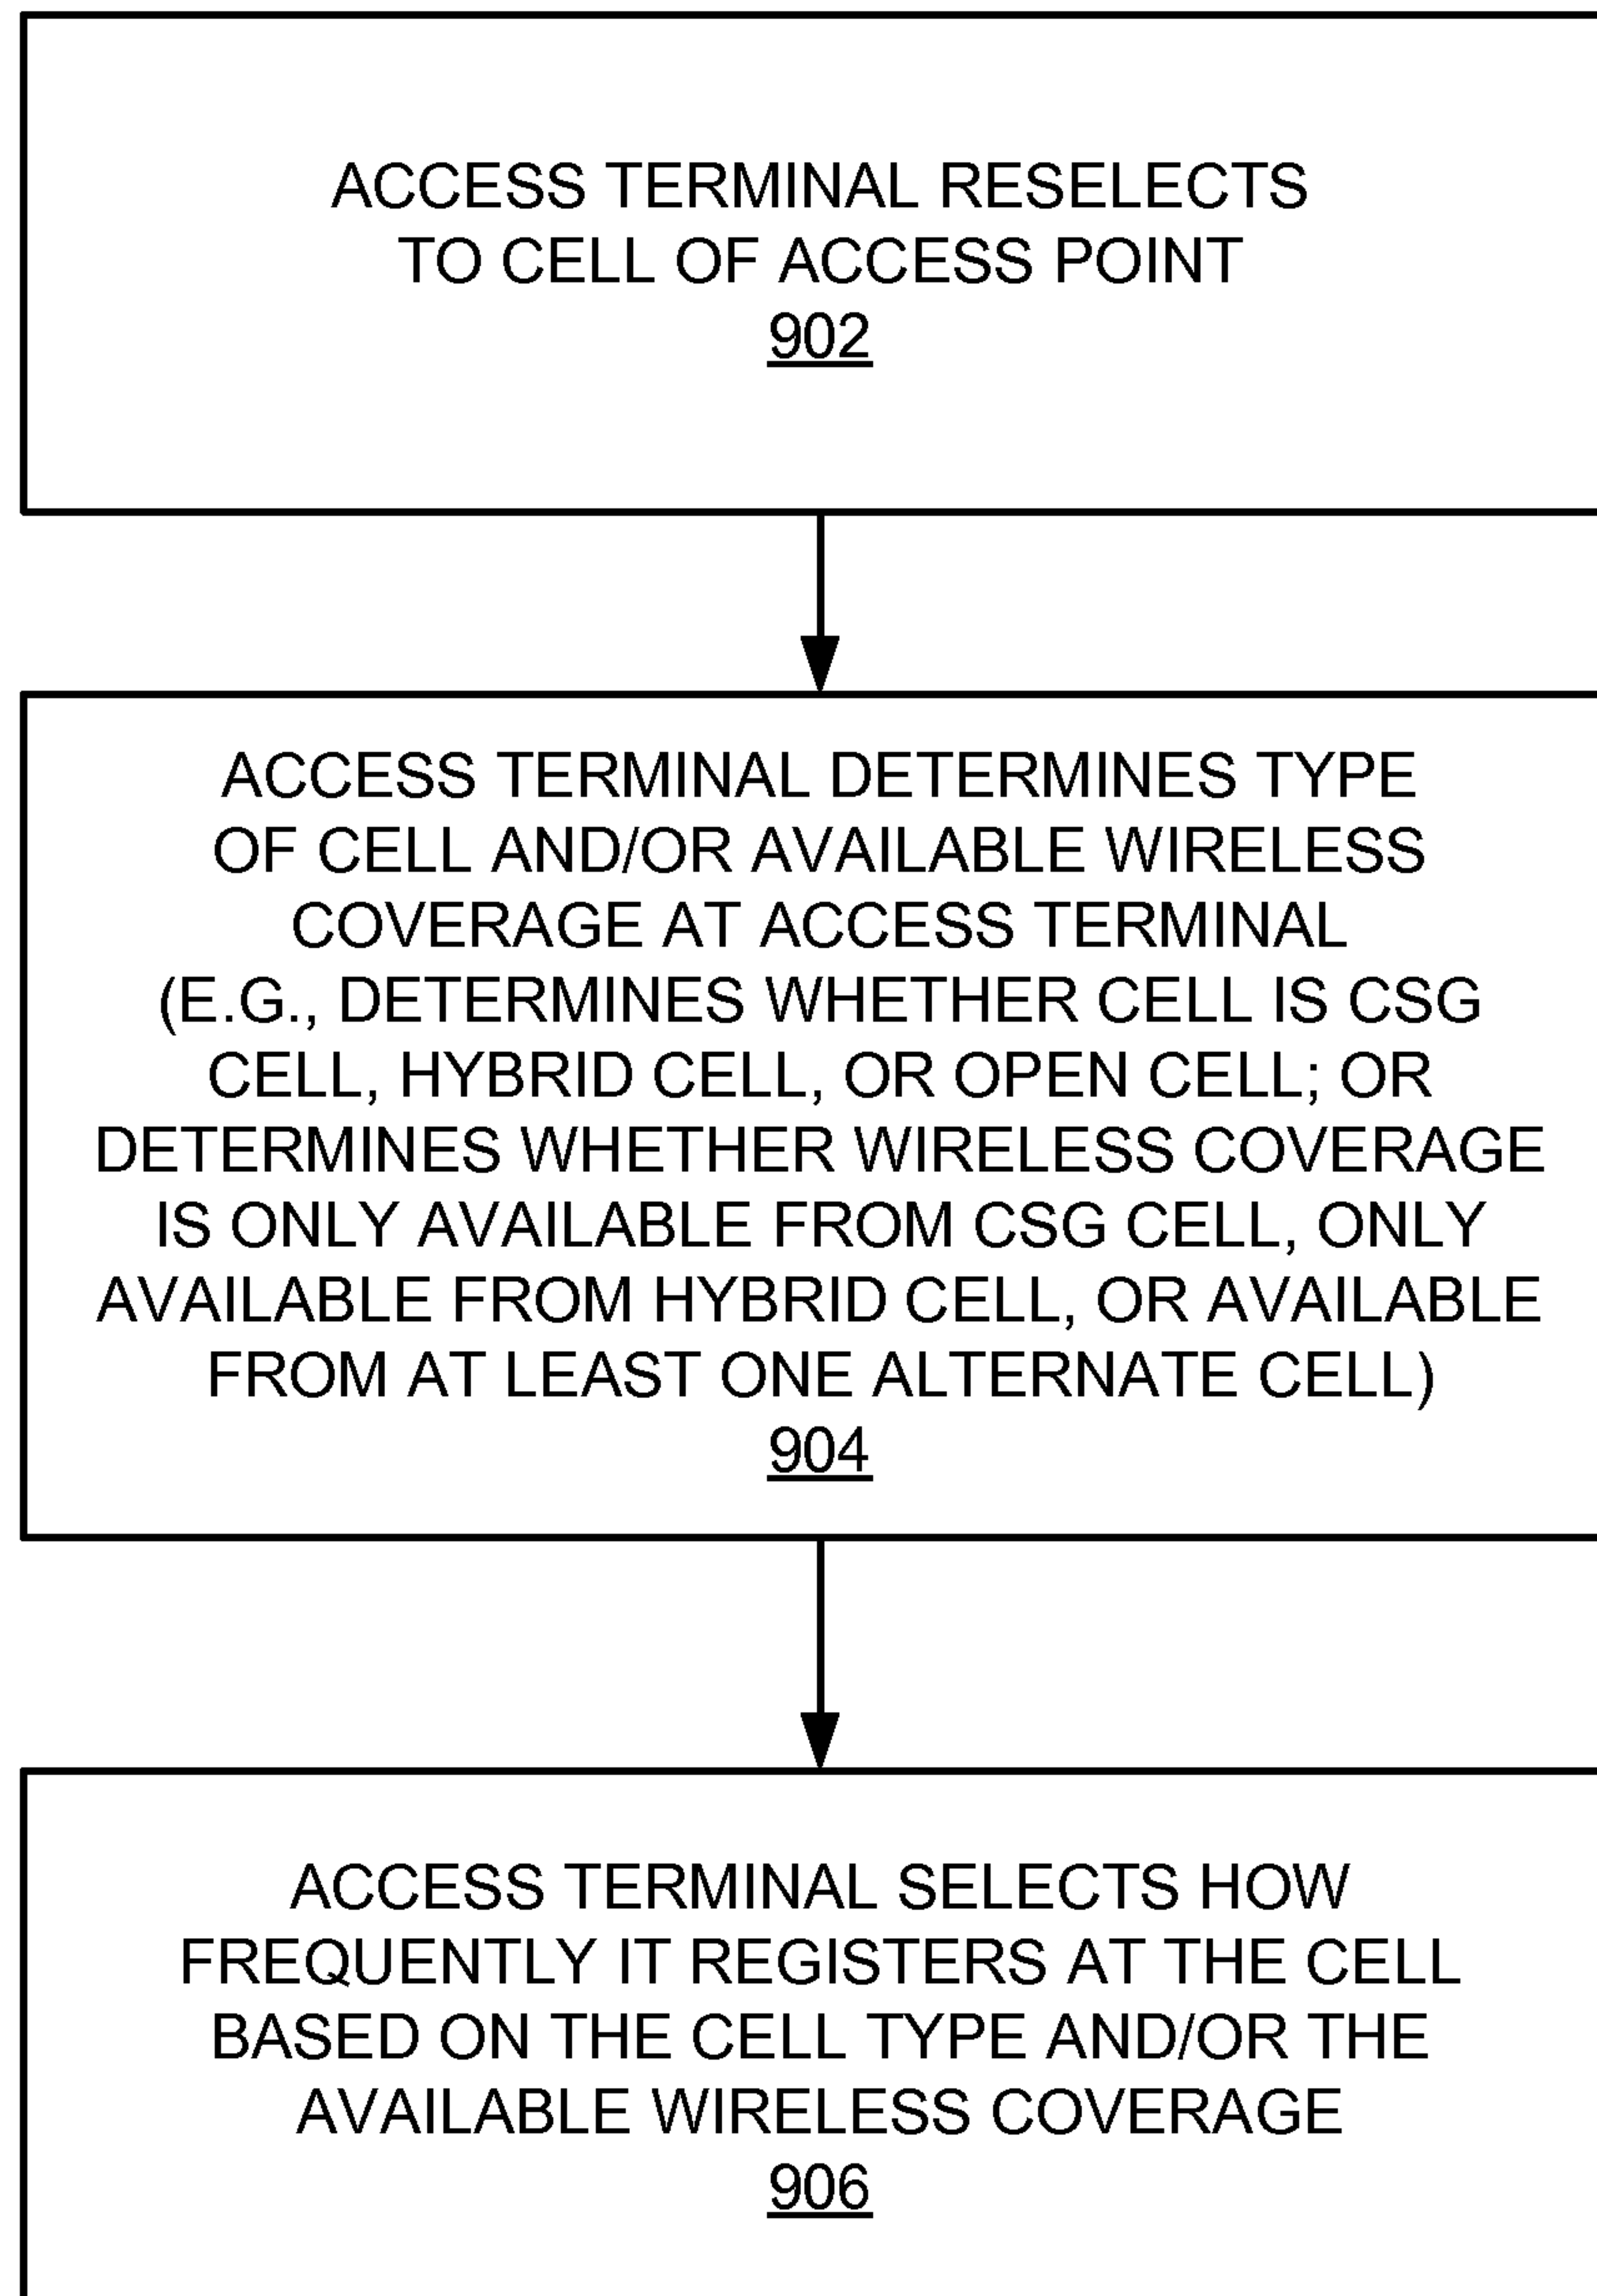 ACCESS TERMINAL RESELECTS
TO CELL OF ACCESS POINT
902
ACCESS TERMINAL DETERMINES TYPE
OF CELL AND/OR AVAILABLE WIRELESS
COVERAGE AT ACCESS TERMINAL
(E.G., DETERMINES WHETHER CELL IS CSG
CELL, HYBRID CELL, OR OPEN CELL; OR
DETERMINES WHETHER WIRELESS COVERAGE
IS ONLY AVAILABLE FROM CSG CELL, ONLY
AVAILABLE FROM HYBRID CELL, OR AVAILABLE
FROM AT LEAST ONE ALTERNATE CELL)
904
ACCESS TERMINAL SELECTS HOW
FREQUENTLY IT REGISTERS AT THE CELL
BASED ON THE CELL TYPE AND/OR THE
AVAILABLE WIRELESS COVERAGE
906